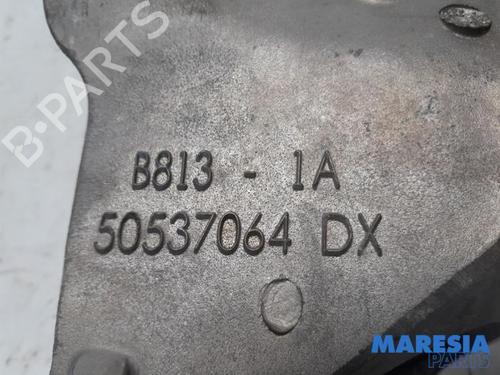 B-PARTS
B813 - 1A
50537064 DX
MARESIA
PARTS